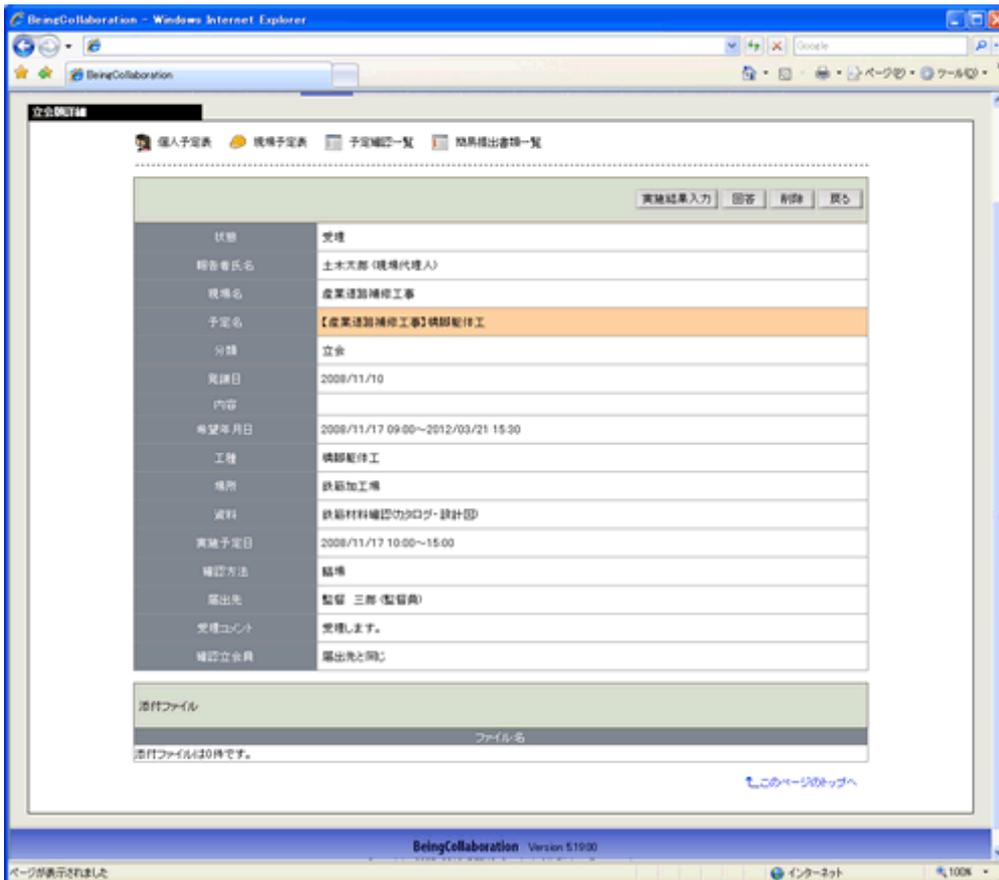 BeingCollaboration - Windows Internet Explorer
Google
BeingCollaboration
ページ(P) ツール(O)
立会願詳細
個人予定表 現場予定表 予定確認一覧 簡易提出書類一覧
実施結果入力 回答 削除 戻る
状態 受理
報告者氏名 土木太郎(現場代理人)
現場名 産業道路補修工事
予定名 【産業道路補修工事】橋脚躯体工
分類 立会
発議日 2008/11/10
内容
希望年月日 2008/11/17 09:00～2012/03/21 15:30
工種 橋脚躯体工
場所 鉄筋加工場
資料 鉄筋材料確認(カタログ・設計図)
実施予定日 2008/11/17 10:00～15:00
確認方法 臨場
届出先 監督 三郎(監督員)
受理コメント 受理します。
確認立会員 届出先と同じ
添付ファイル
ファイル名
添付ファイルは0件です。
このページのトップへ
BeingCollaboration Version 5.19.00
ページが表示されました インターネット 100%